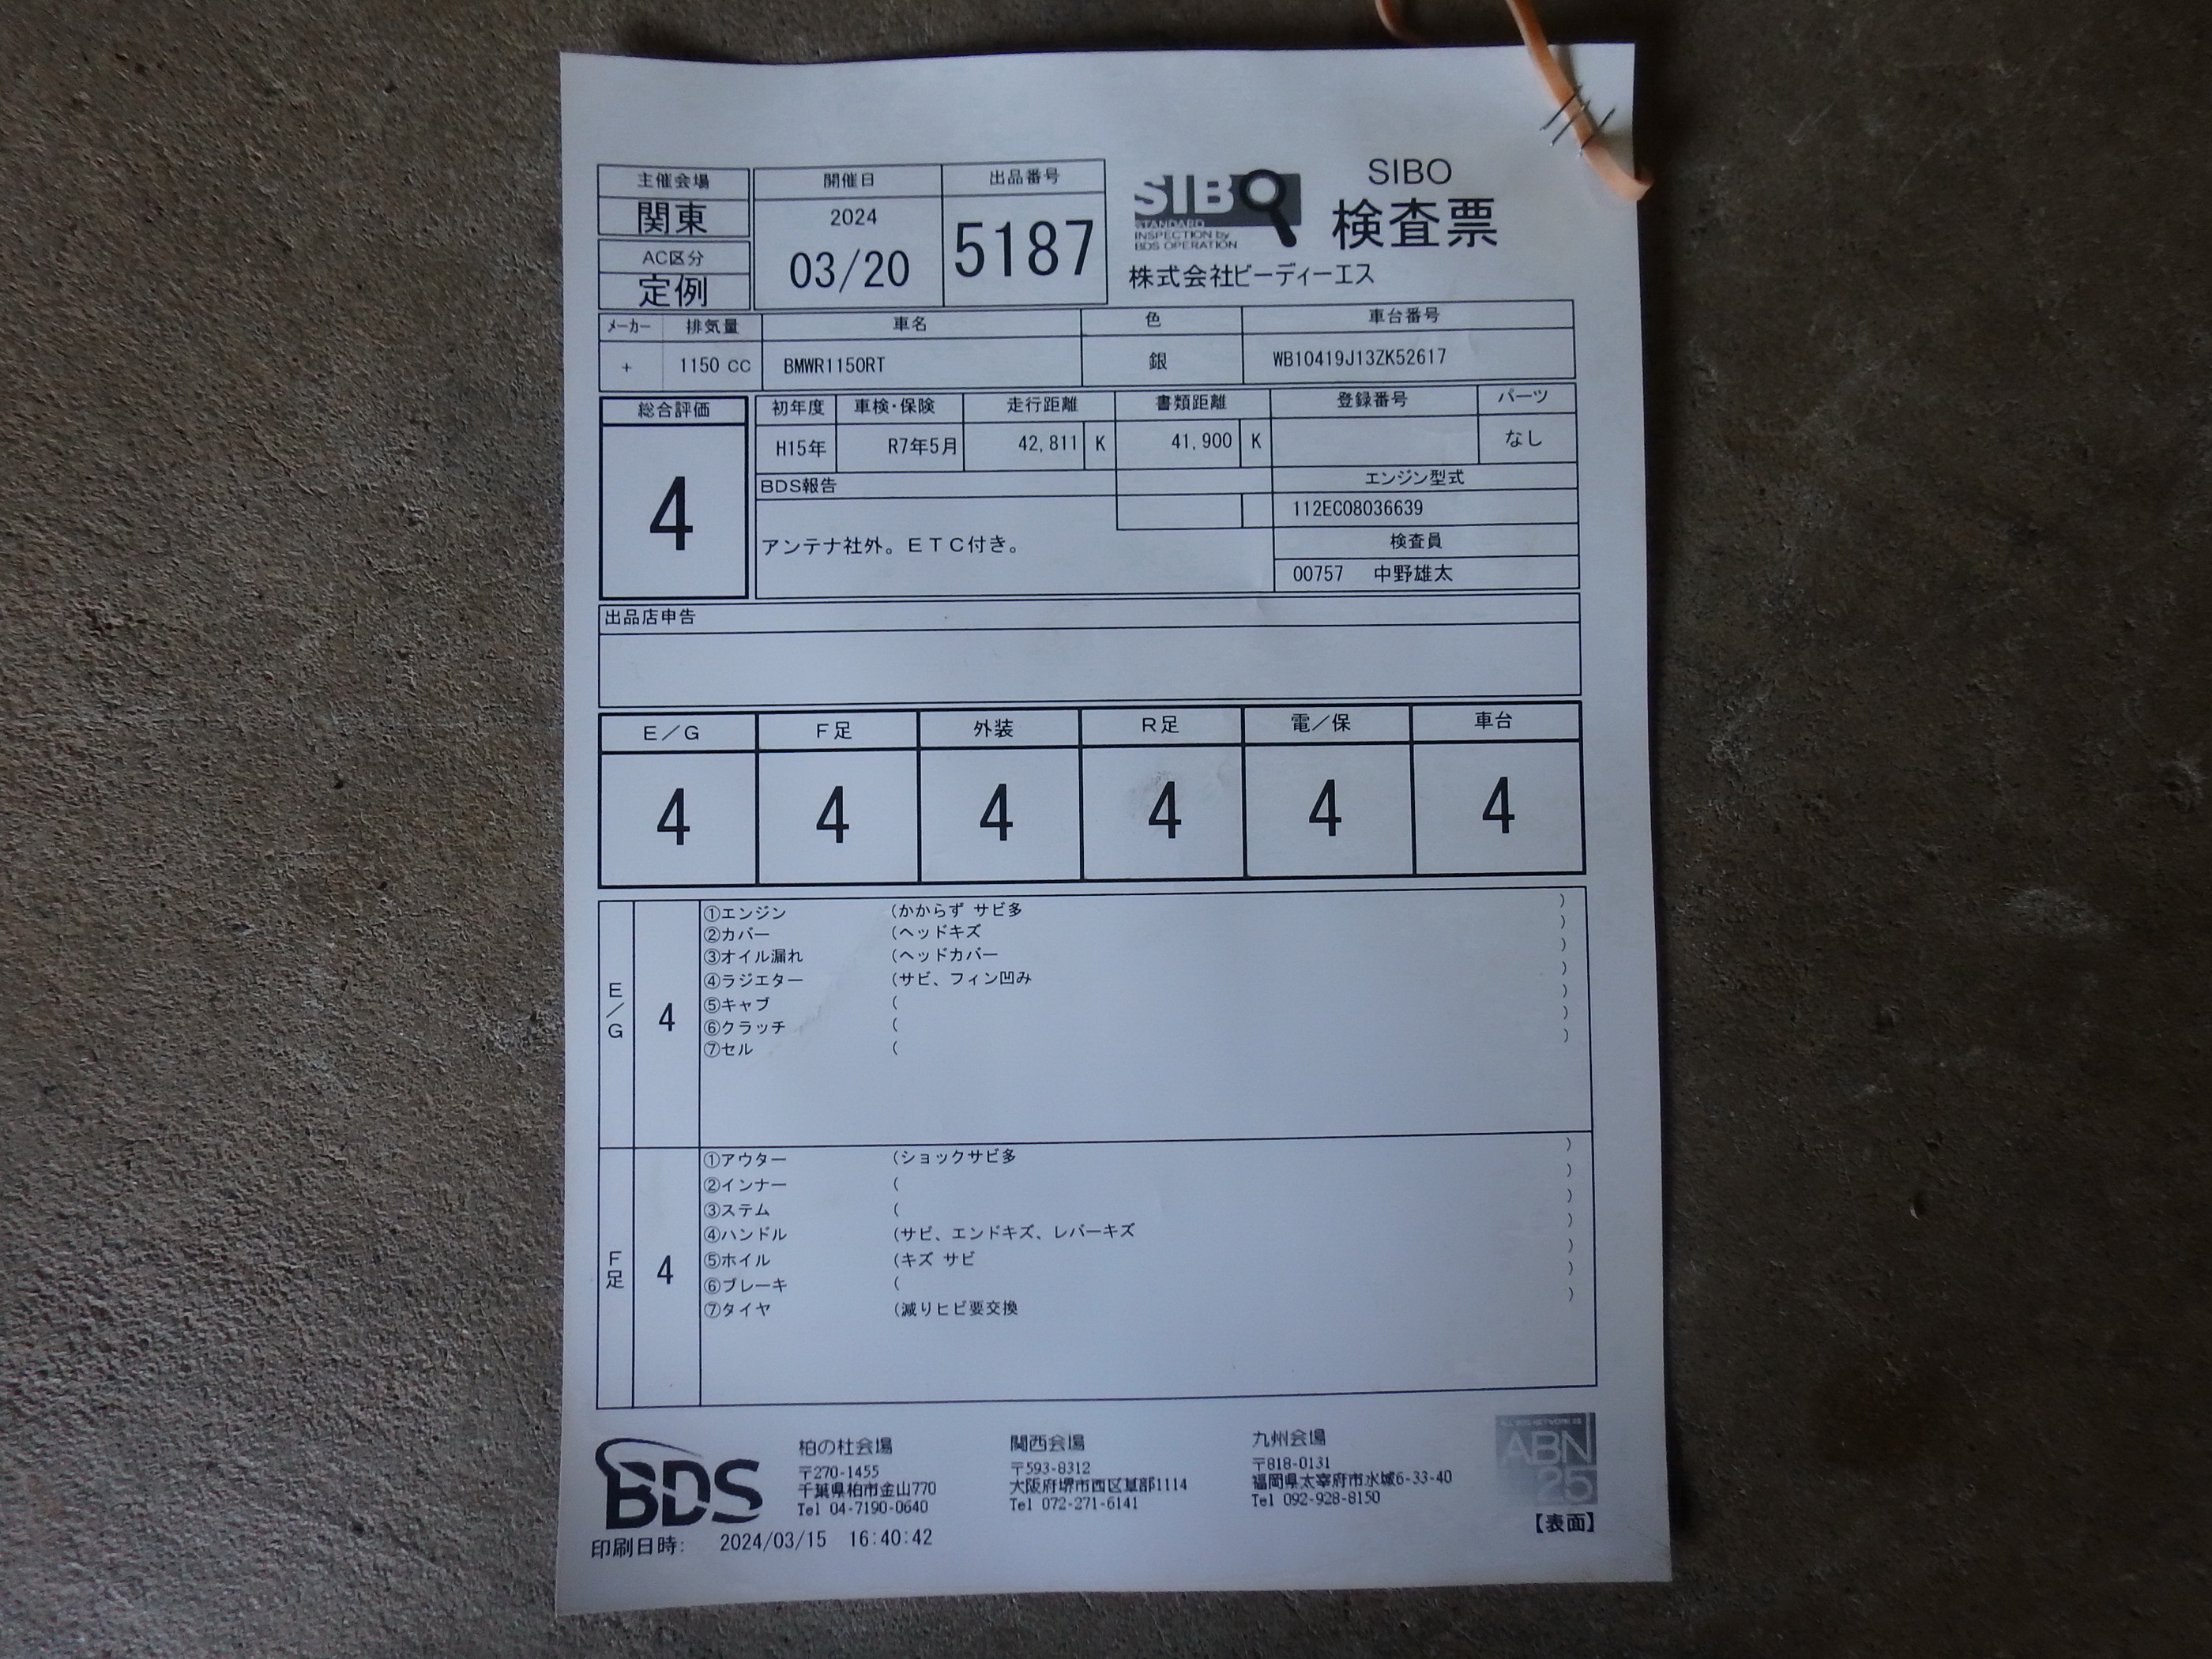 主催会場
関東
AC区分
定例
開催日
2024
03/20
出品番号
5187
SIBO
STANDARD
INSPECTION by
BDS OPERATION
SIBO
検査票
株式会社ビーディーエス
メーカー 排気量 車名 色 車台番号
+ 1150 cc BMWR1150RT 銀 WB10419J13ZK52617
総合評価
4
初年度 車検・保険 走行距離 書類距離 登録番号 パーツ
H15年 R7年5月 42,811 K 41,900 K なし
BDS報告
アンテナ社外。ETC付き。
エンジン型式
112EC08036639
検査員
00757 中野雄太
出品店申告
E/G F足 外装 R足 電/保 車台
4 4 4 4 4 4
E/G
4
①エンジン (かからず サビ多 )
②カバー (ヘッドキズ )
③オイル漏れ (ヘッドカバー )
④ラジエター (サビ、フィン凹み )
⑤キャブ ( )
⑥クラッチ ( )
⑦セル ( )
F足
4
①アウター (ショックサビ多 )
②インナー ( )
③ステム ( )
④ハンドル (サビ、エンドキズ、レバーキズ )
⑤ホイル (キズ サビ )
⑥ブレーキ ( )
⑦タイヤ (減りヒビ要交換 )
BDS
柏の杜会場
〒270-1455
千葉県柏市金山770
Tel 04-7190-0640
関西会場
〒593-8312
大阪府堺市西区草部1114
Tel 072-271-6141
九州会場
〒818-0131
福岡県太宰府市水城6-33-40
Tel 092-928-8150
ABN
25
【表面】
印刷日時: 2024/03/15 16:40:42